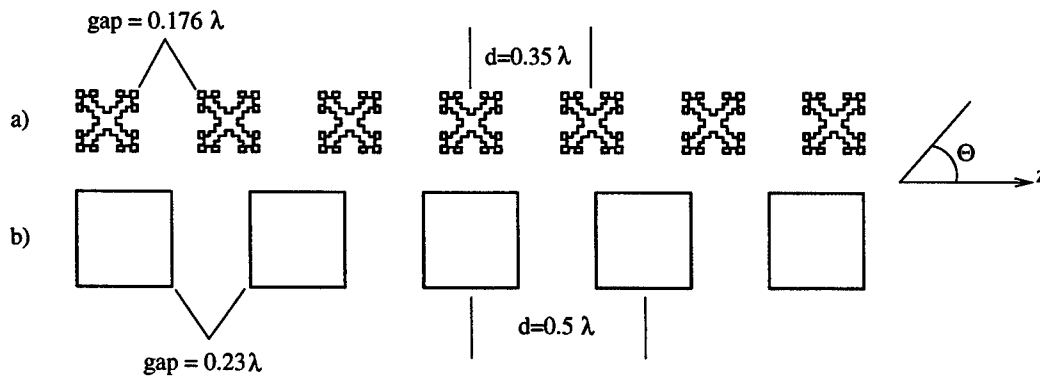 gap = 0.176 λ
d=0.35 λ
a)
Θ
z
b)
d=0.5 λ
gap = 0.23λ